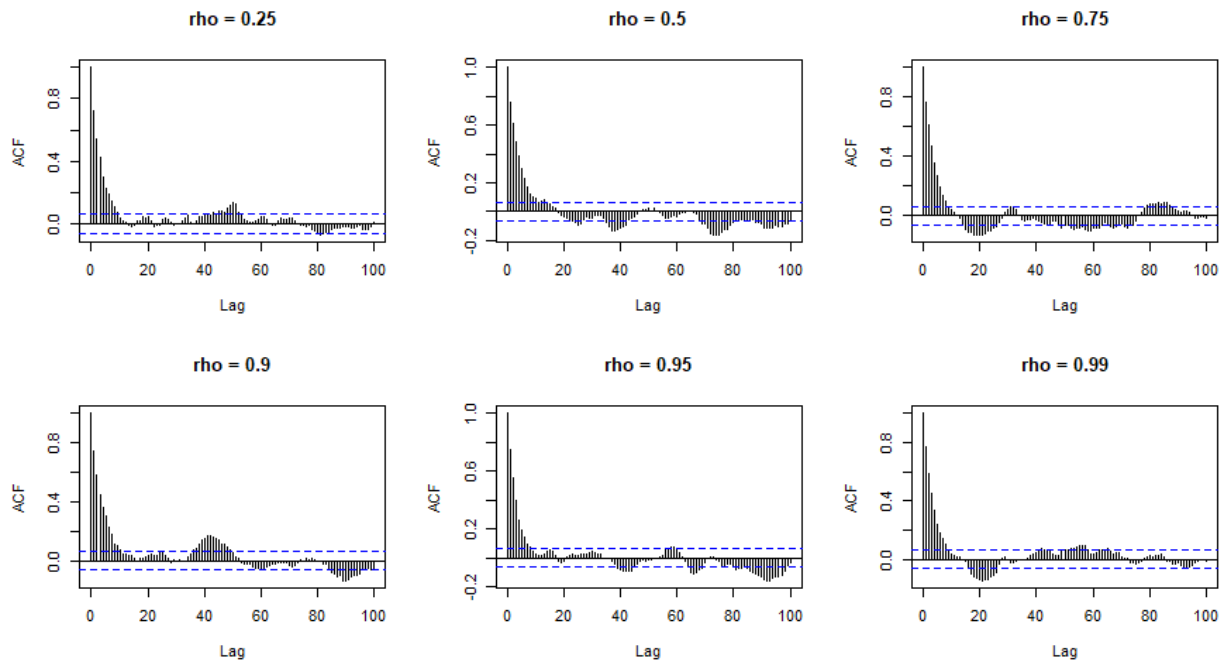 rho = 0.25
ACF
0.0 0.4 0.8
0 20 40 60 80 100
Lag
rho = 0.5
ACF
-0.2 0.2 0.6 1.0
0 20 40 60 80 100
Lag
rho = 0.75
ACF
0.0 0.4 0.8
0 20 40 60 80 100
Lag
rho = 0.9
ACF
0.0 0.4 0.8
0 20 40 60 80 100
Lag
rho = 0.95
ACF
-0.2 0.2 0.6 1.0
0 20 40 60 80 100
Lag
rho = 0.99
ACF
0.0 0.4 0.8
0 20 40 60 80 100
Lag